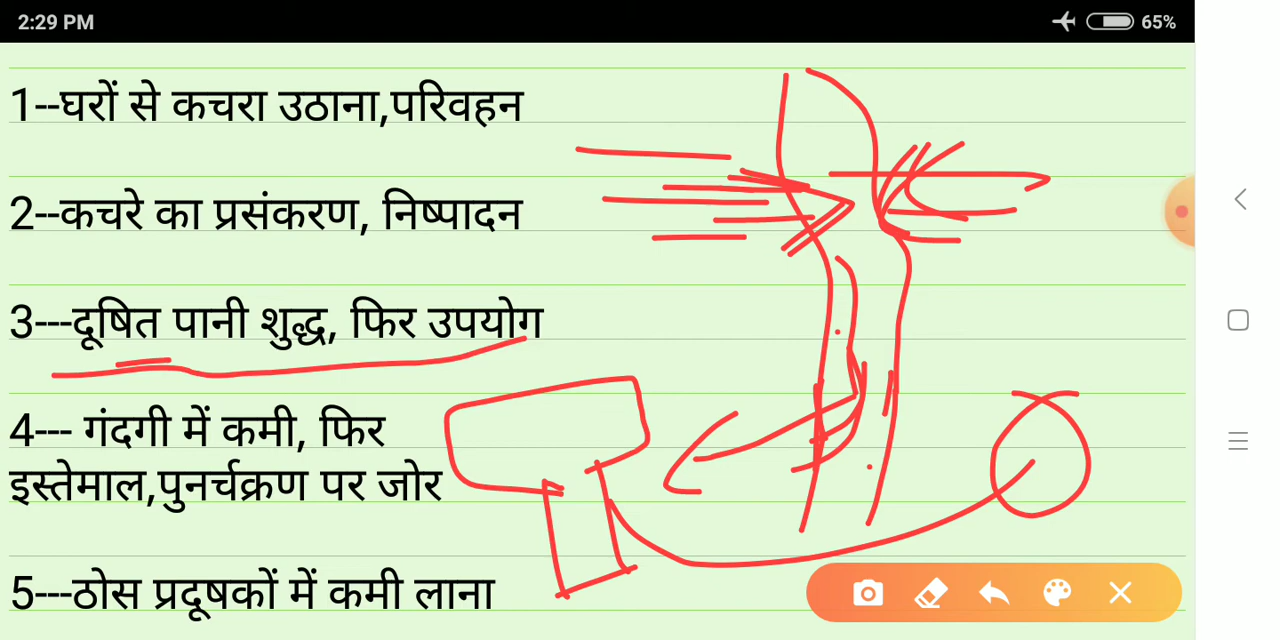 2:29 PM 65%
1--घरों से कचरा उठाना,परिवहन
2--कचरे का प्रसंकरण, निष्पादन
3---दूषित पानी शुद्ध, फिर उपयोग
4--- गंदगी में कमी, फिर
इस्तेमाल,पुनर्चक्रण पर जोर
5---ठोस प्रदूषकों में कमी लाना